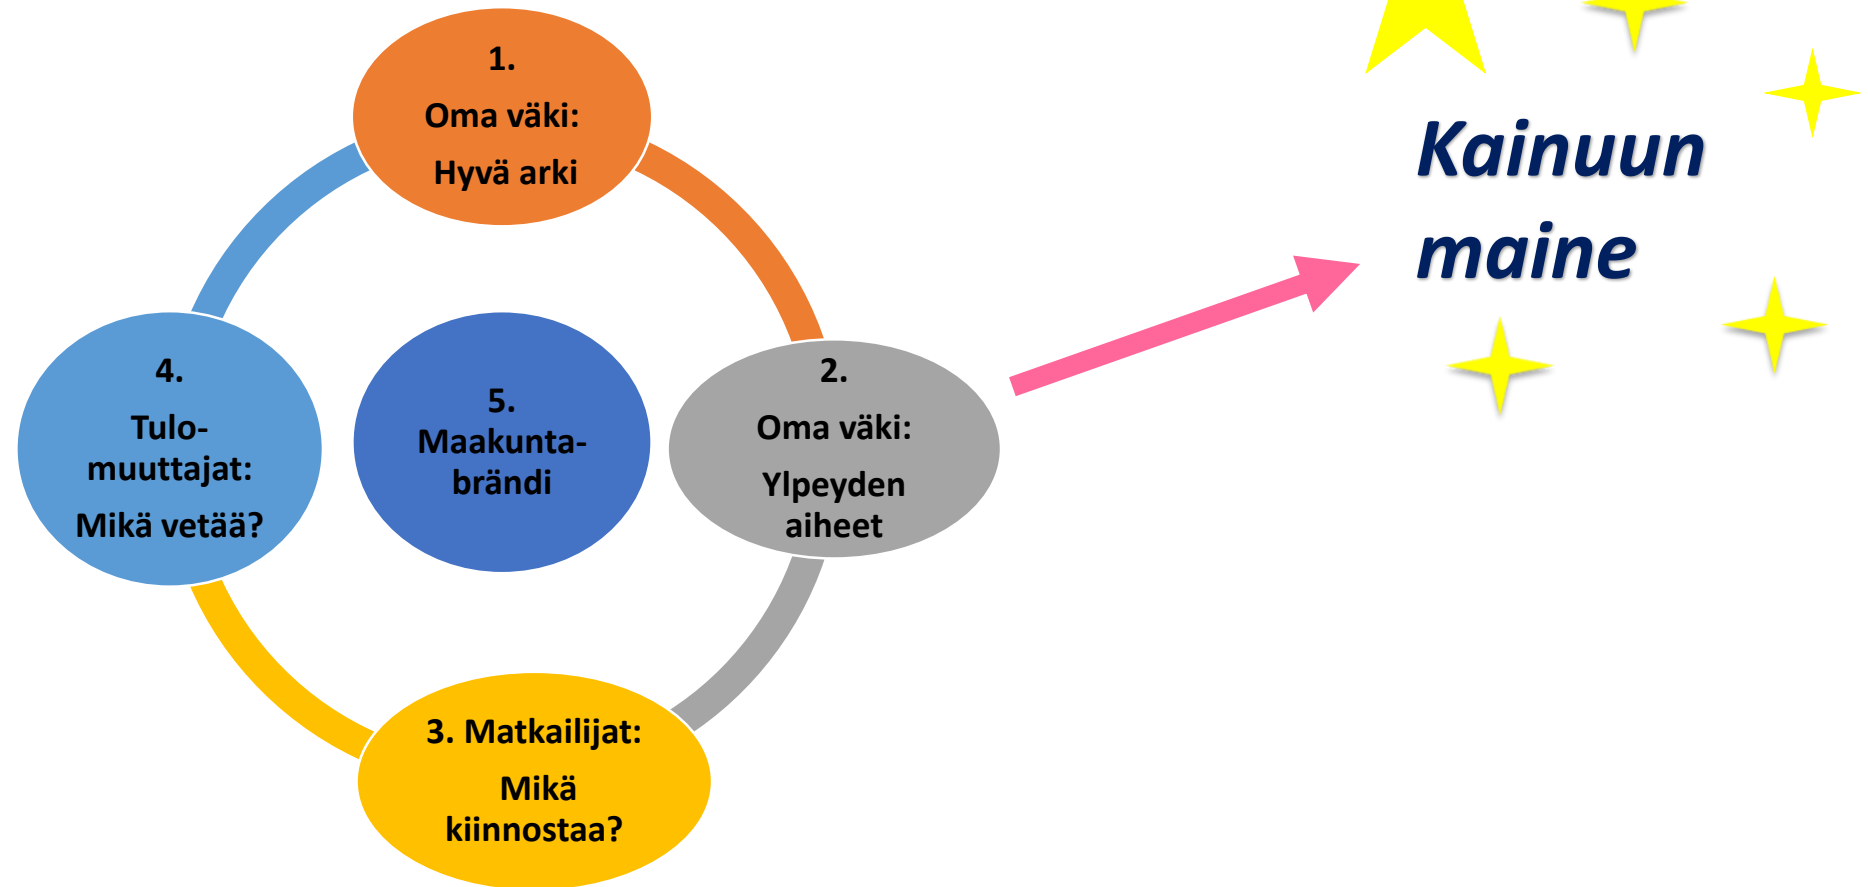 1.
Oma väki:
Hyvä arki
2.
Oma väki:
Ylpeyden
aiheet
3. Matkailijat:
Mikä
kiinnostaa?
4.
Tulo-
muuttajat:
Mikä vetää?
5.
Maakunta-
brändi
Kainuun
maine